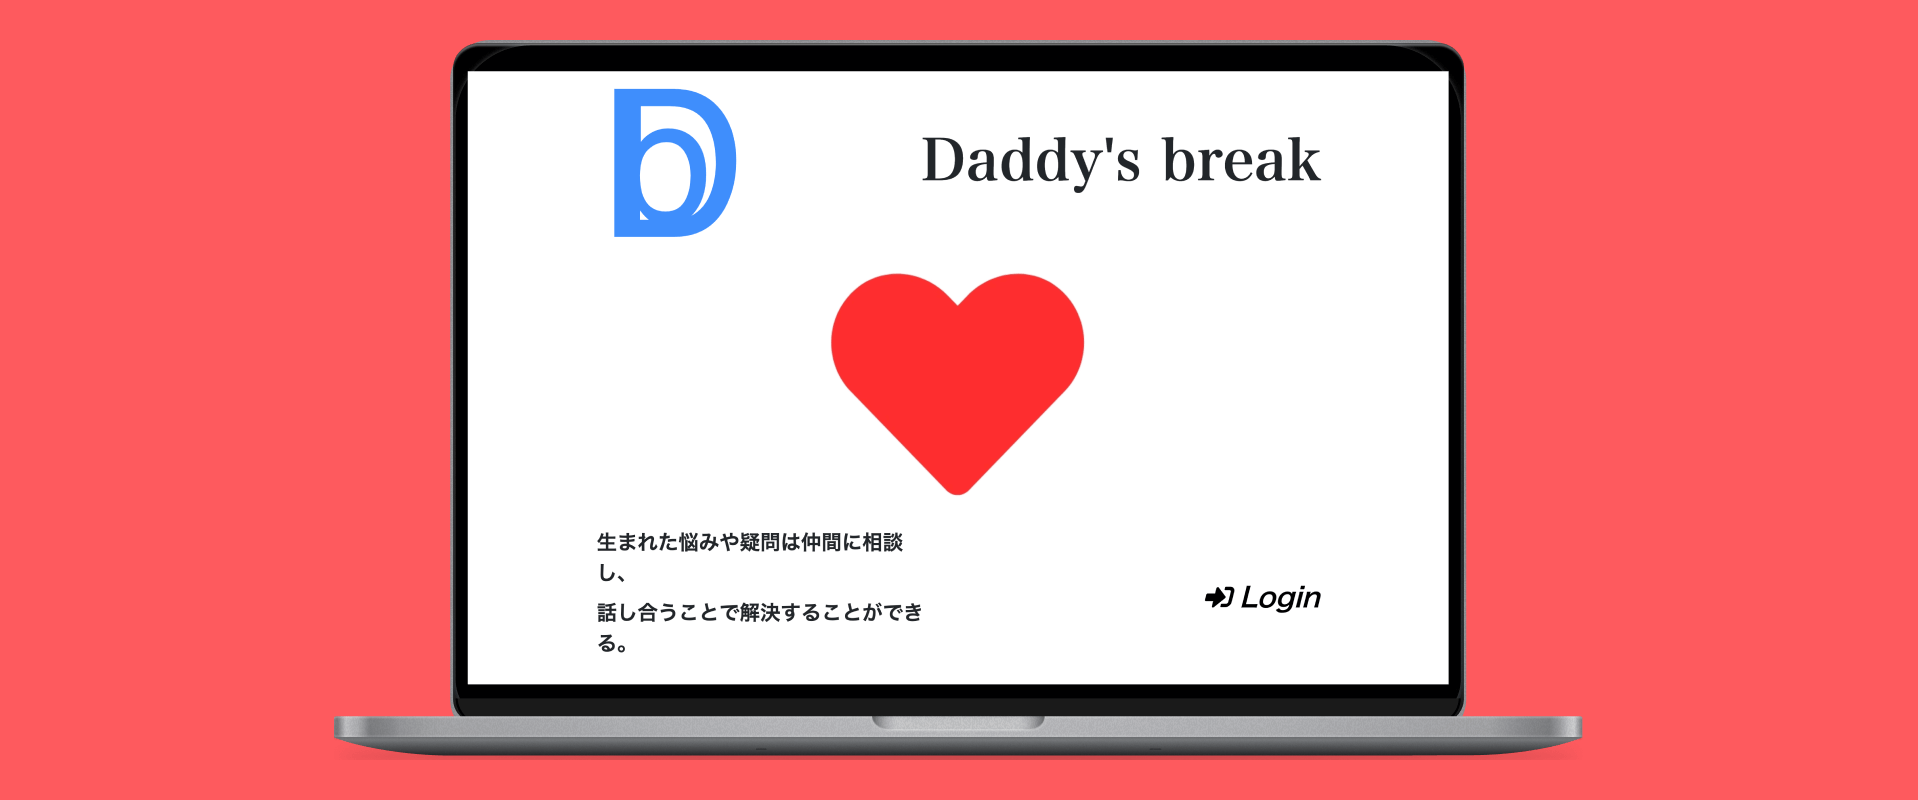 Db
Daddy's break
生まれた悩みや疑問は仲間に相談
し、
話し合うことで解決することができ
る。
Login